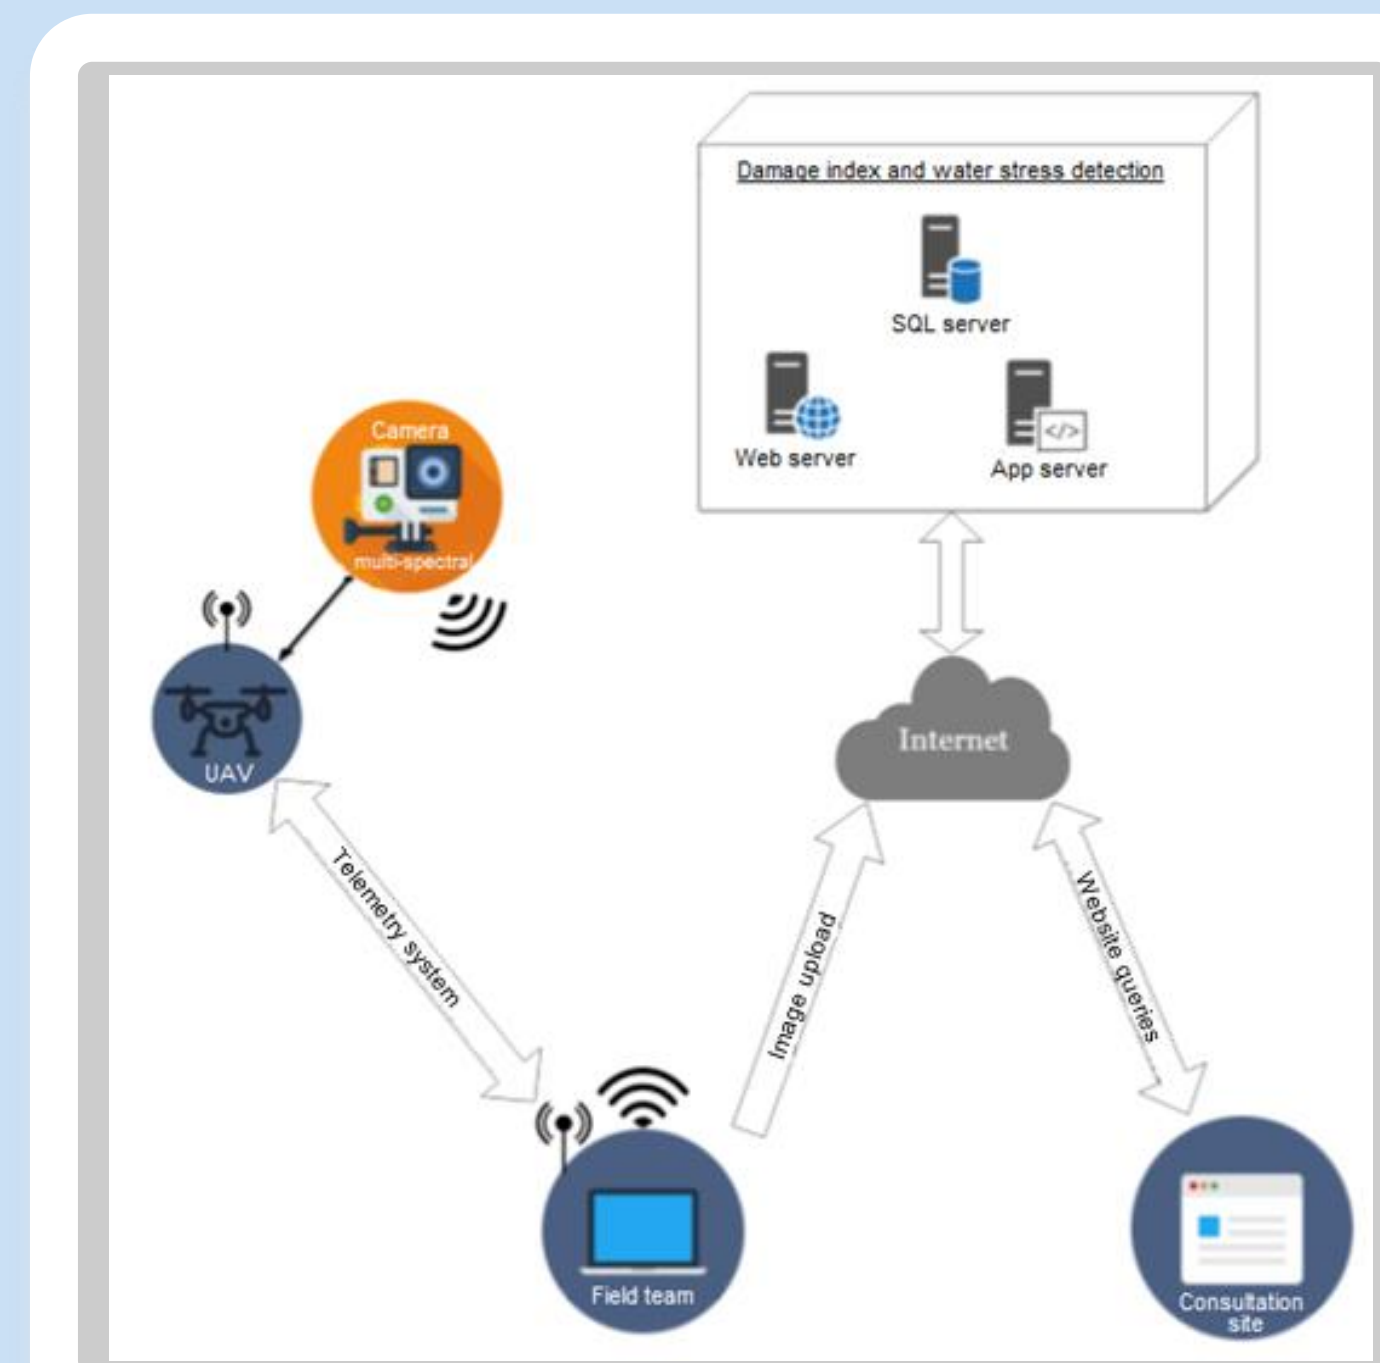 Damage index and water stress detection
SQL server
Web server
</>
App server
Camera
multi-spectral
UAV
Internet
Telemetry system
Image upload
Website queries
Field team
Consultation
site